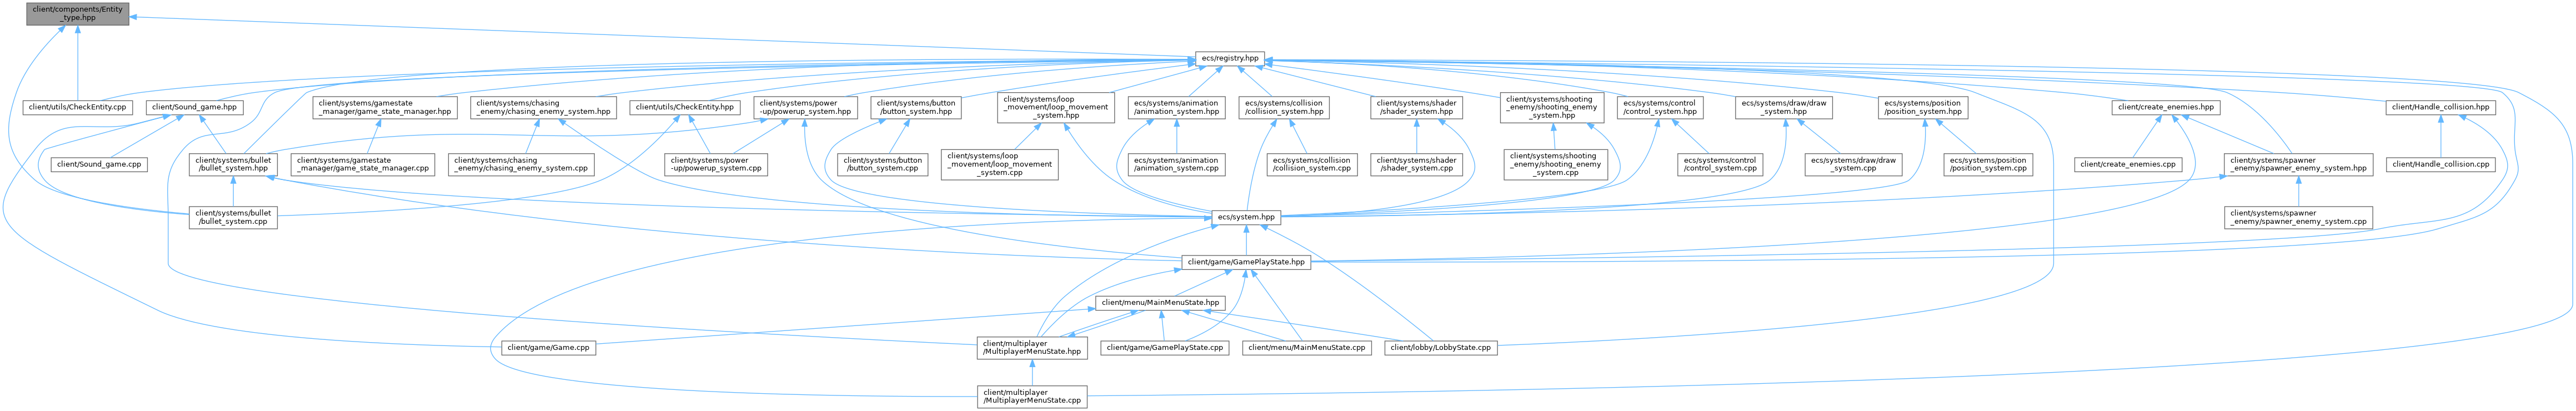 client/components/Entity
_type.hpp
ecs/registry.hpp
client/utils/CheckEntity.cpp
client/Sound_game.hpp
client/systems/gamestate
_manager/game_state_manager.hpp
client/systems/chasing
_enemy/chasing_enemy_system.hpp
client/utils/CheckEntity.hpp
client/systems/power
-up/powerup_system.hpp
client/systems/button
/button_system.hpp
client/systems/loop
_movement/loop_movement
_system.hpp
ecs/systems/animation
/animation_system.hpp
ecs/systems/collision
/collision_system.hpp
client/systems/shader
/shader_system.hpp
client/systems/shooting
_enemy/shooting_enemy
_system.hpp
ecs/systems/control
/control_system.hpp
ecs/systems/draw/draw
_system.hpp
ecs/systems/position
/position_system.hpp
client/create_enemies.hpp
client/Handle_collision.hpp
client/Sound_game.cpp
client/systems/bullet
/bullet_system.hpp
client/systems/gamestate
_manager/game_state_manager.cpp
client/systems/chasing
_enemy/chasing_enemy_system.cpp
client/systems/power
-up/powerup_system.cpp
client/systems/button
/button_system.cpp
client/systems/loop
_movement/loop_movement
_system.cpp
ecs/systems/animation
/animation_system.cpp
ecs/systems/collision
/collision_system.cpp
client/systems/shader
/shader_system.cpp
client/systems/shooting
_enemy/shooting_enemy
_system.cpp
ecs/systems/control
/control_system.cpp
ecs/systems/draw/draw
_system.cpp
ecs/systems/position
/position_system.cpp
client/create_enemies.cpp
client/systems/spawner
_enemy/spawner_enemy_system.hpp
client/Handle_collision.cpp
client/systems/bullet
/bullet_system.cpp
ecs/system.hpp
client/systems/spawner
_enemy/spawner_enemy_system.cpp
client/game/GamePlayState.hpp
client/menu/MainMenuState.hpp
client/game/Game.cpp
client/multiplayer
/MultiplayerMenuState.hpp
client/game/GamePlayState.cpp
client/menu/MainMenuState.cpp
client/lobby/LobbyState.cpp
client/multiplayer
/MultiplayerMenuState.cpp